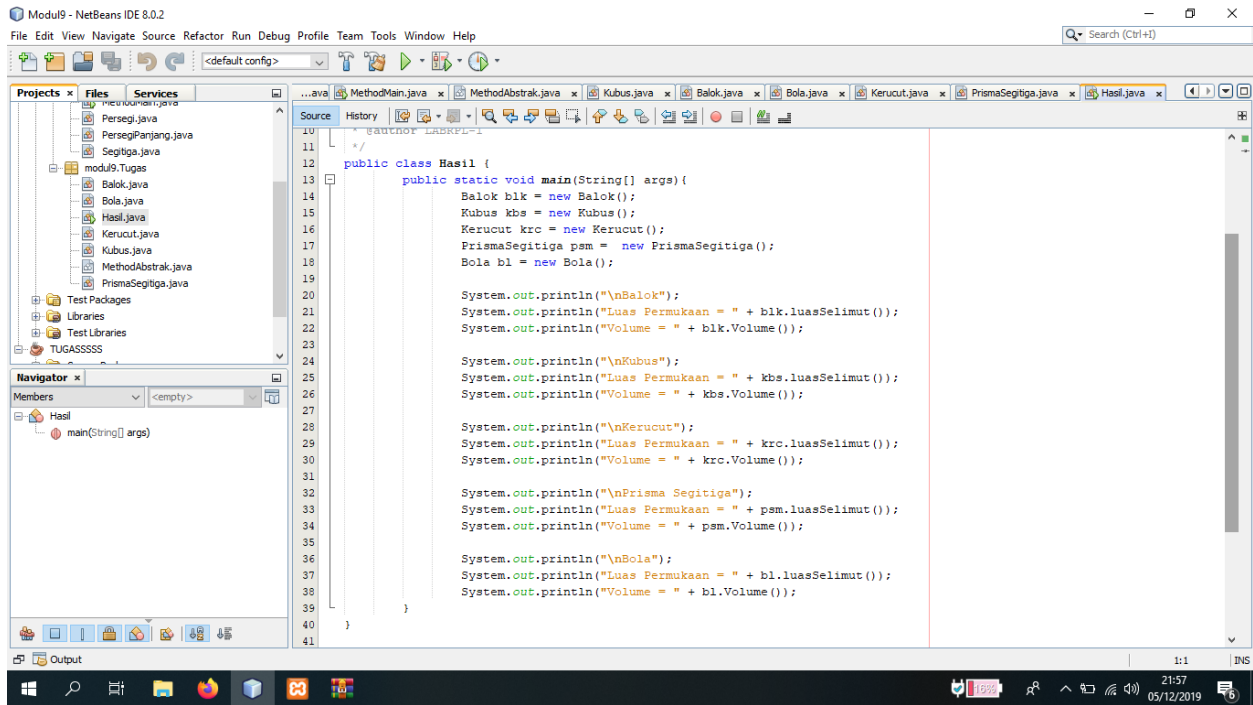 Modul9 - NetBeans IDE 8.0.2
File Edit View Navigate Source Refactor Run Debug Profile Team Tools Window Help
Search (Ctrl+I)
<default config>
Projects x Files Services
...ava MethodMain.java x MethodAbstrak.java x Kubus.java x Balok.java x Bola.java x Kerucut.java x PrismaSegitiga.java x Hasil.java x
Source History
MethodMain.java
Persegi.java
PersegiPanjang.java
Segitiga.java
modul9.Tugas
Balok.java
Bola.java
Hasil.java
Kerucut.java
Kubus.java
MethodAbstrak.java
PrismaSegitiga.java
Test Packages
Libraries
Test Libraries
TUGASSSSS
Navigator x
Members <empty>
Hasil
main(String[] args)
10 * @author LABRPL-1
11 */
12 public class Hasil {
13 public static void main(String[] args){
14 Balok blk = new Balok();
15 Kubus kbs = new Kubus();
16 Kerucut krc = new Kerucut();
17 PrismaSegitiga psm = new PrismaSegitiga();
18 Bola bl = new Bola();
19
20 System.out.println("\nBalok");
21 System.out.println("Luas Permukaan = " + blk.luasSelimut());
22 System.out.println("Volume = " + blk.Volume());
23
24 System.out.println("\nKubus");
25 System.out.println("Luas Permukaan = " + kbs.luasSelimut());
26 System.out.println("Volume = " + kbs.Volume());
27
28 System.out.println("\nKerucut");
29 System.out.println("Luas Permukaan = " + krc.luasSelimut());
30 System.out.println("Volume = " + krc.Volume());
31
32 System.out.println("\nPrisma Segitiga");
33 System.out.println("Luas Permukaan = " + psm.luasSelimut());
34 System.out.println("Volume = " + psm.Volume());
35
36 System.out.println("\nBola");
37 System.out.println("Luas Permukaan = " + bl.luasSelimut());
38 System.out.println("Volume = " + bl.Volume());
39 }
40 }
41
Output
1:1 INS
16%
21:57
05/12/2019
6